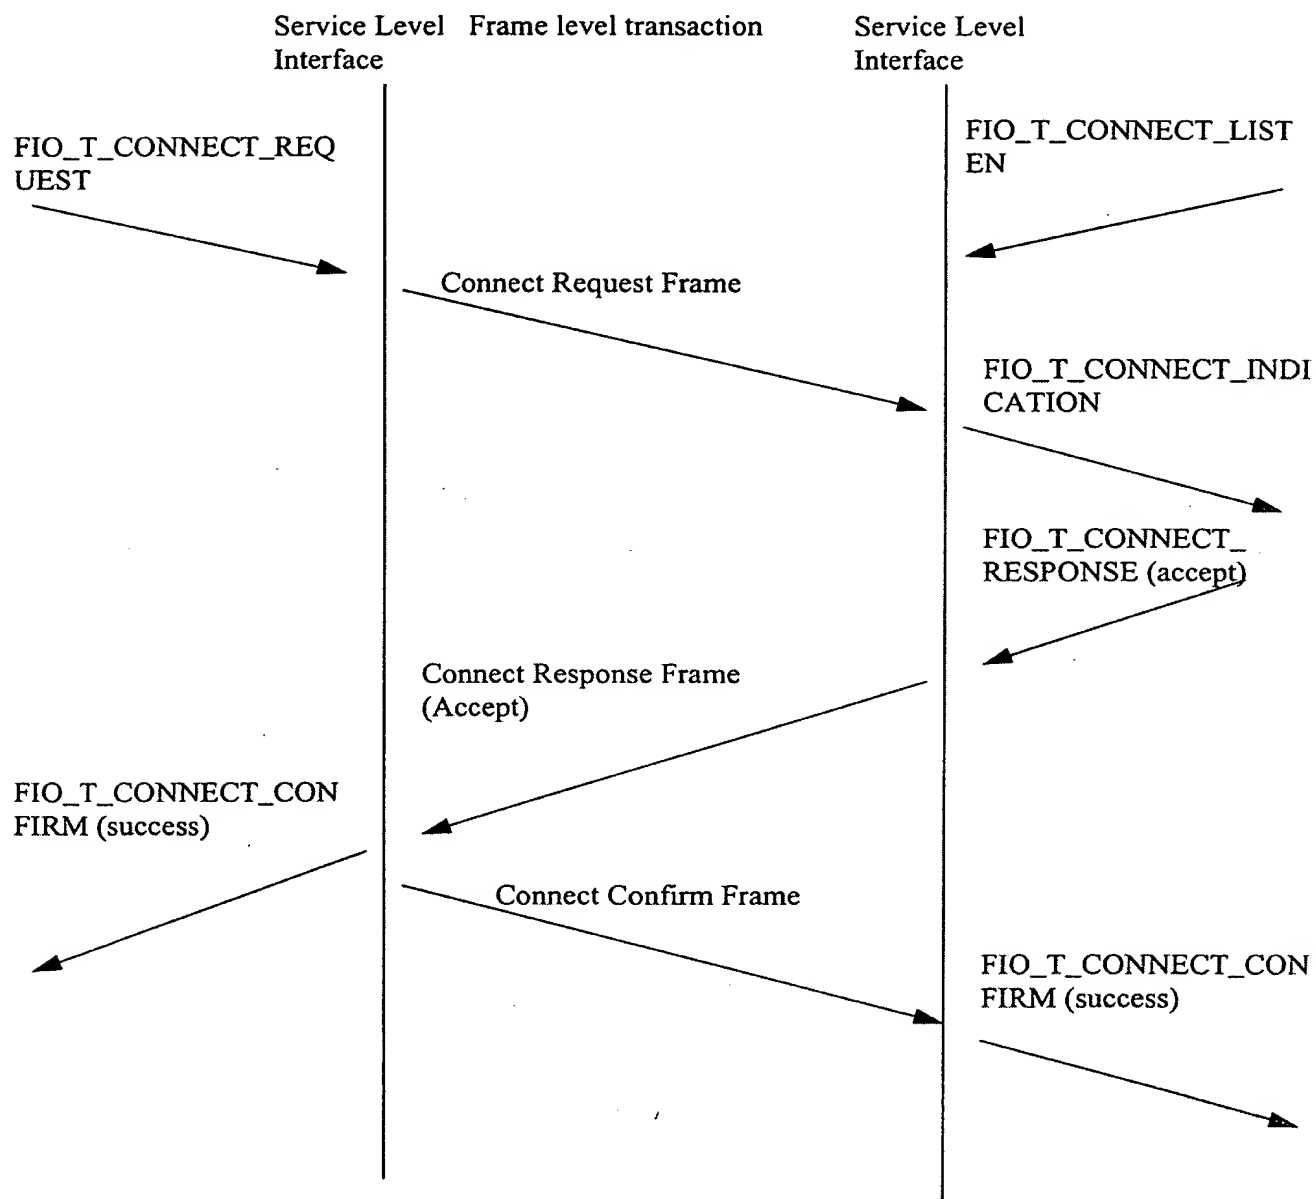 Service Level
Interface
Frame level transaction
Service Level
Interface
FIO_T_CONNECT_REQ
UEST
FIO_T_CONNECT_LIST
EN
Connect Request Frame
FIO_T_CONNECT_INDI
CATION
FIO_T_CONNECT_
RESPONSE (accept)
Connect Response Frame
(Accept)
FIO_T_CONNECT_CON
FIRM (success)
Connect Confirm Frame
FIO_T_CONNECT_CON
FIRM (success)